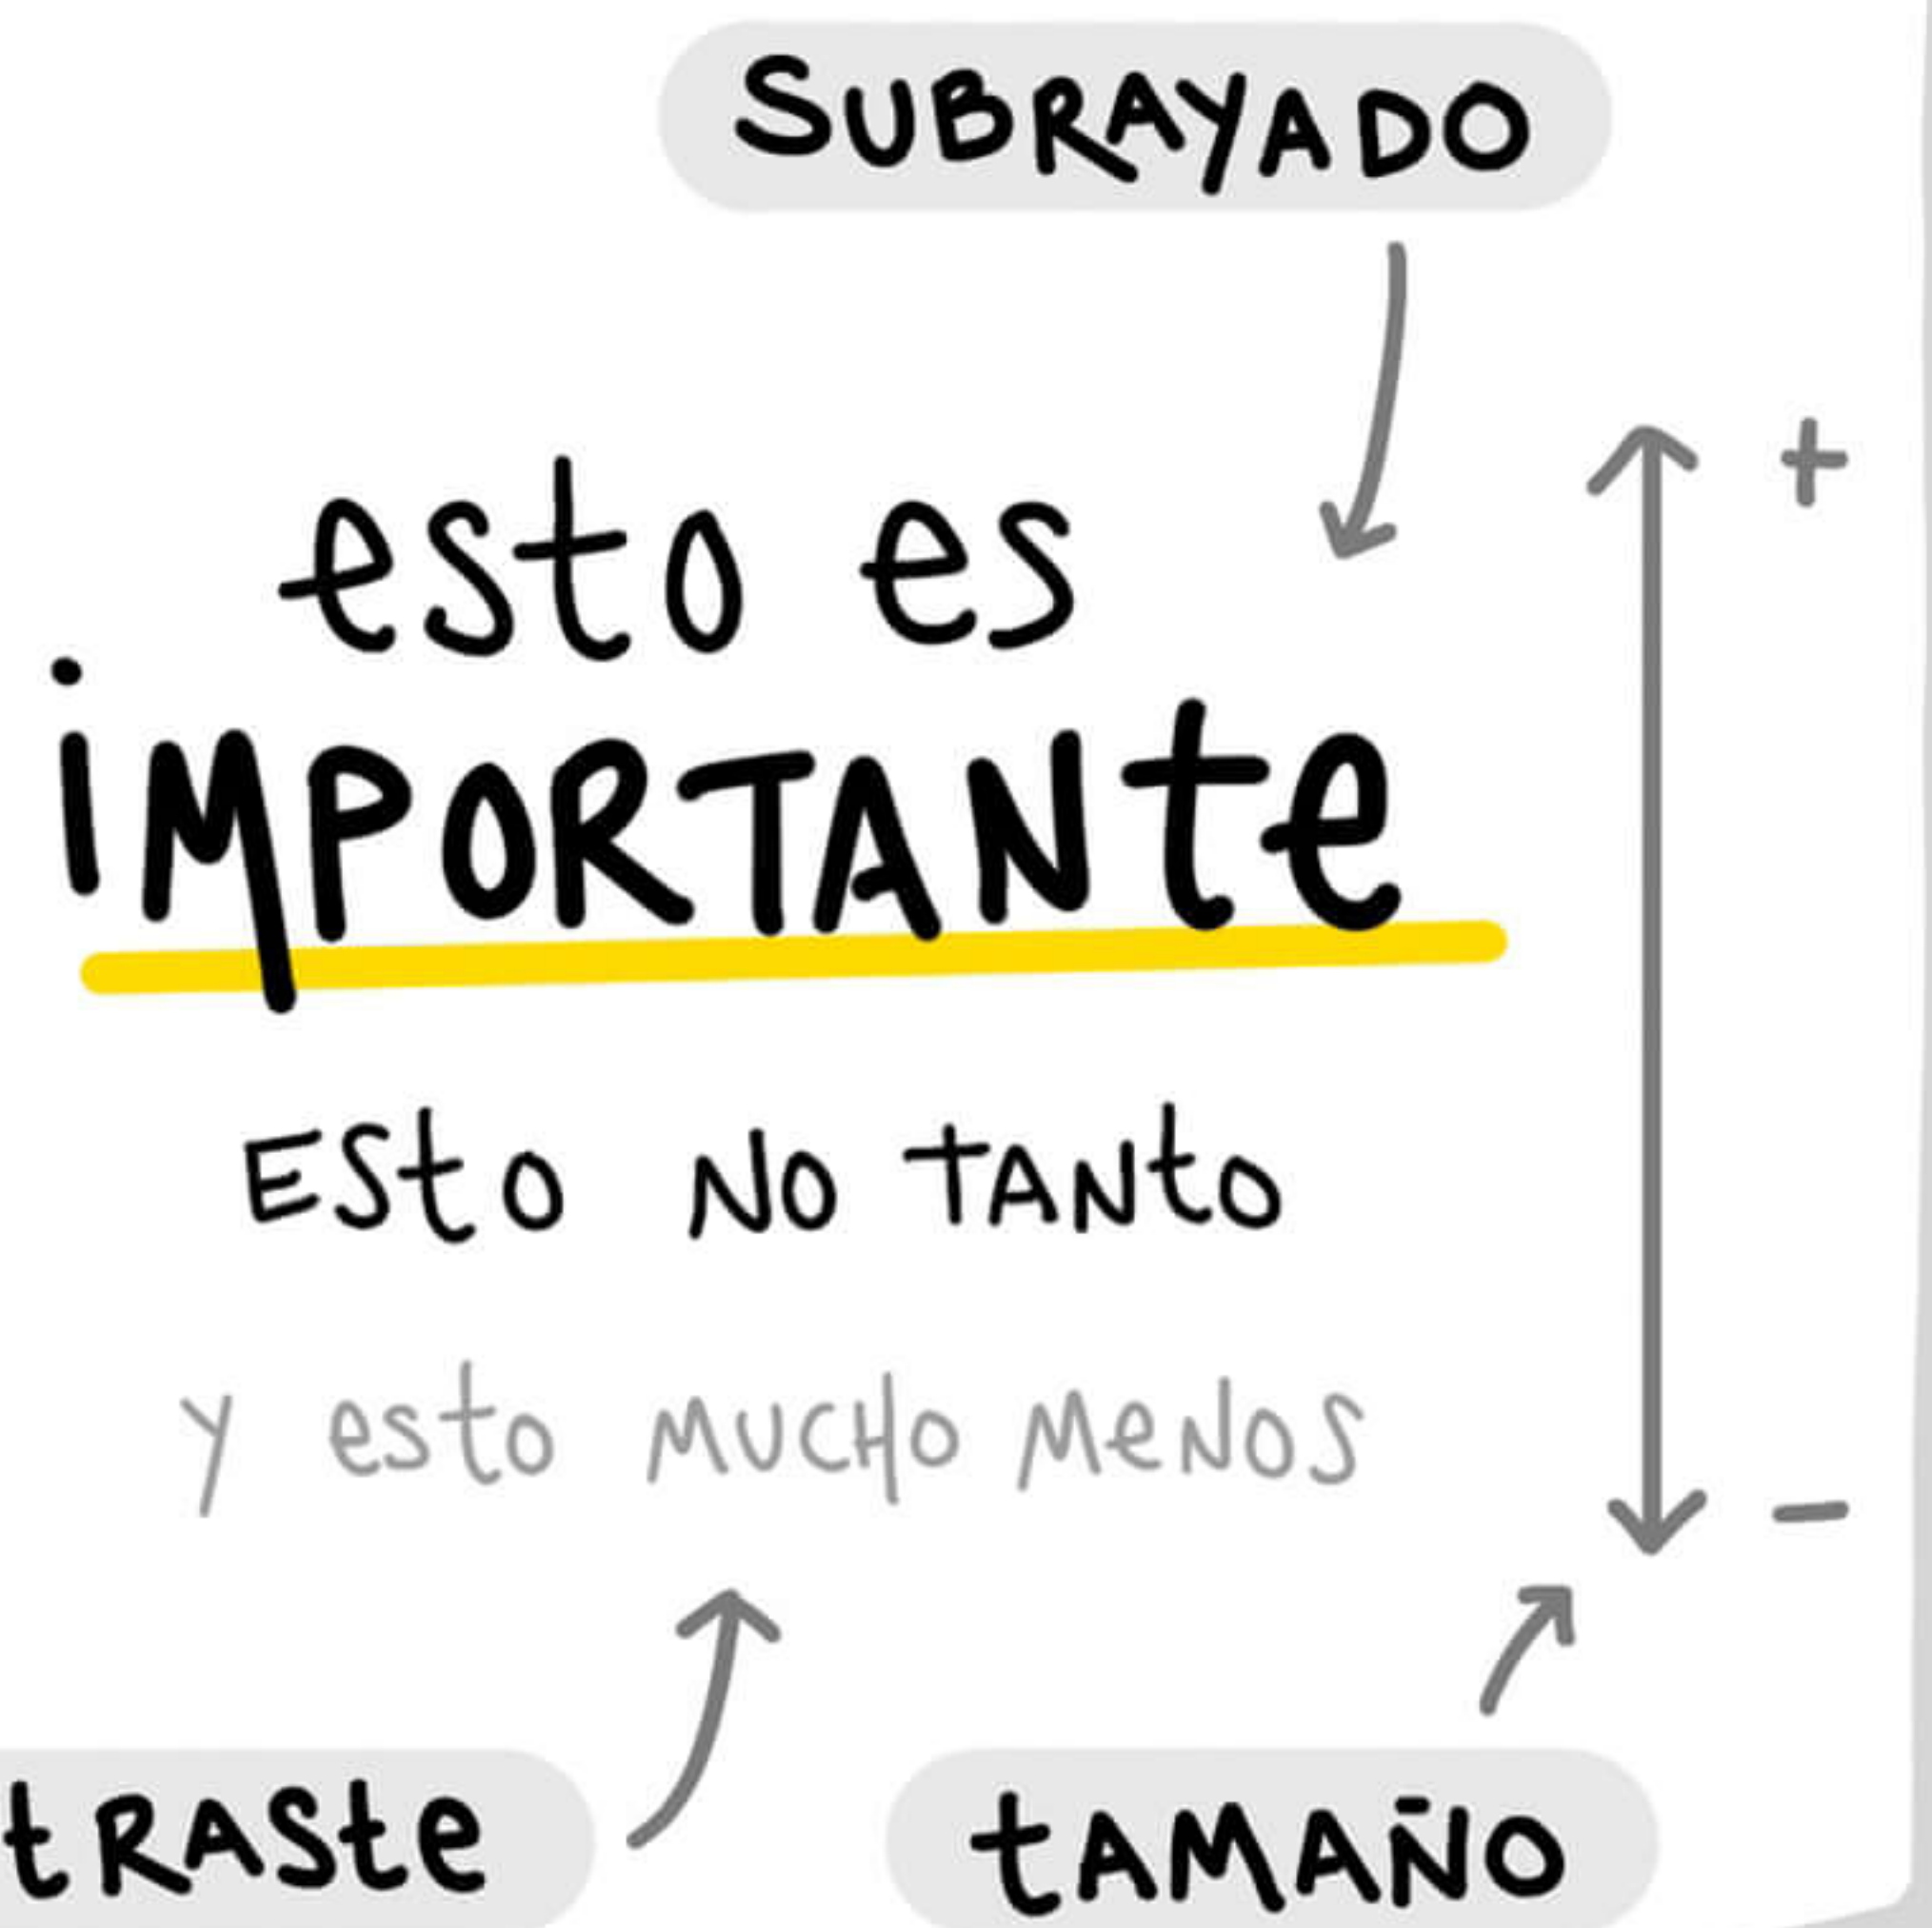 SUBRAYADO
+
esto es
iMPORTANte
ESto NO TANto
y esto MUCHO MeNOS
-
tRASte
tAMAÑO